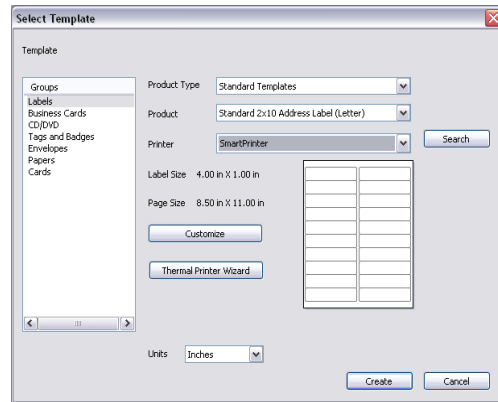 Select Template
Template
Groups
Labels
Business Cards
CD/DVD
Tags and Badges
Envelopes
Papers
Cards
Product Type Standard Templates
Product Standard 2x10 Address Label (Letter)
Printer SmartPrinter Search
Label Size 4.00 in X 1.00 in
Page Size 8.50 in X 11.00 in
Customize
Thermal Printer Wizard
Units Inches
Create Cancel